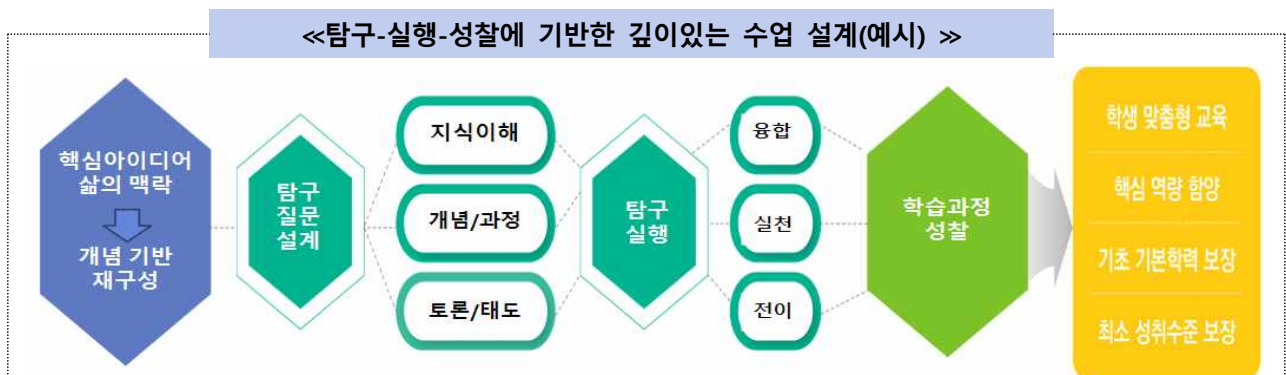 ≪탐구-실행-성찰에 기반한 깊이있는 수업 설계(예시) ≫
핵심아이디어
삶의 맥락
개념 기반
재구성
탐구
질문
설계
지식이해
개념/과정
토론/태도
탐구
실행
융합
실천
전이
학습과정
성찰
학생 맞춤형 교육
핵심 역량 함양
기초 기본학력 보장
최소 성취수준 보장